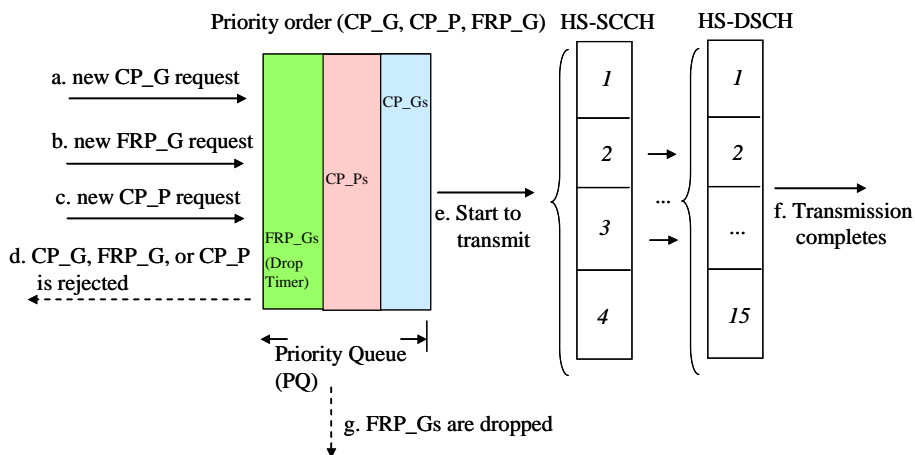 Priority order (CP_G, CP_P, FRP_G)
HS-SCCH
HS-DSCH
a. new CP_G request
b. new FRP_G request
c. new CP_P request
d. CP_G, FRP_G, or CP_P
is rejected
CP_Gs
CP_Ps
FRP_Gs
(Drop
Timer)
Priority Queue
(PQ)
g. FRP_Gs are dropped
e. Start to
transmit
1
2
3
4
...
1
2
...
15
f. Transmission
completes